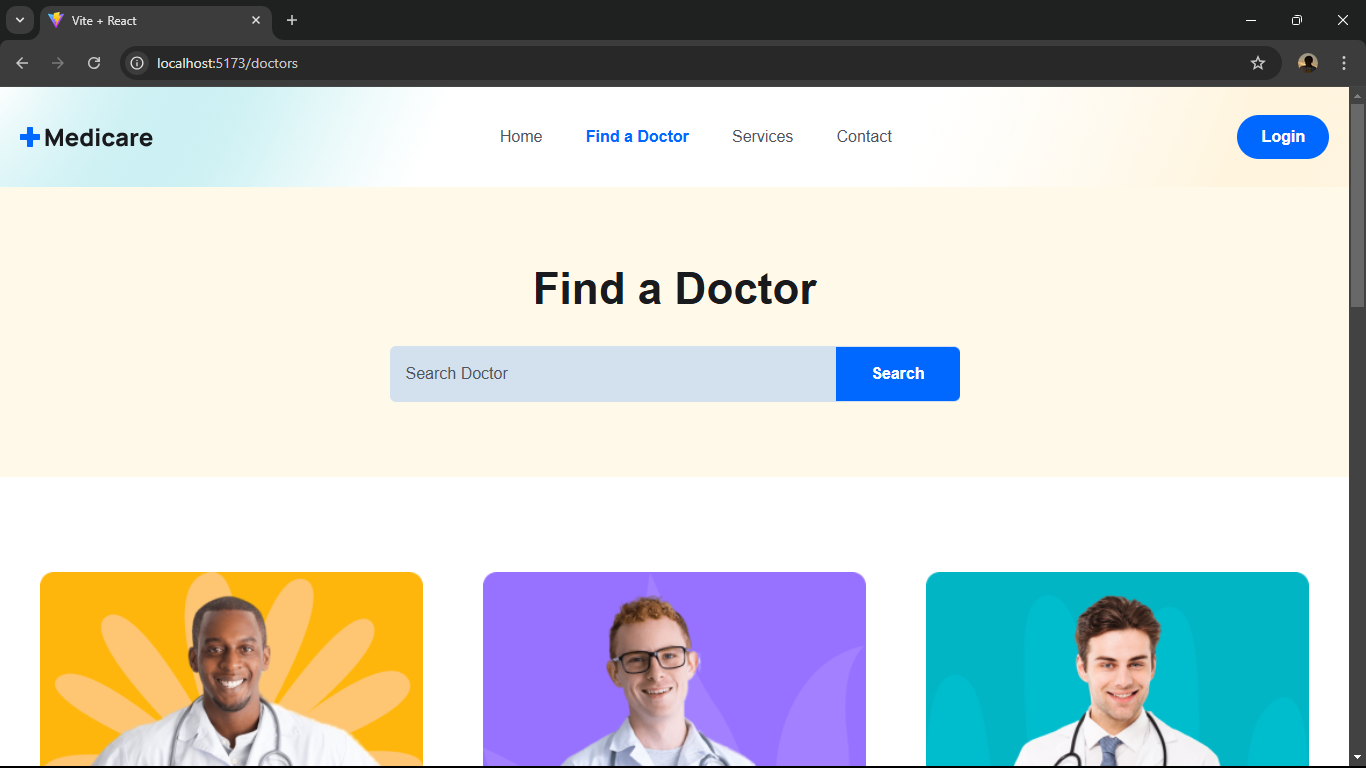 Vite + React
localhost:5173/doctors
Medicare
Home
Find a Doctor
Services
Contact
Login
Find a Doctor
Search Doctor
Search